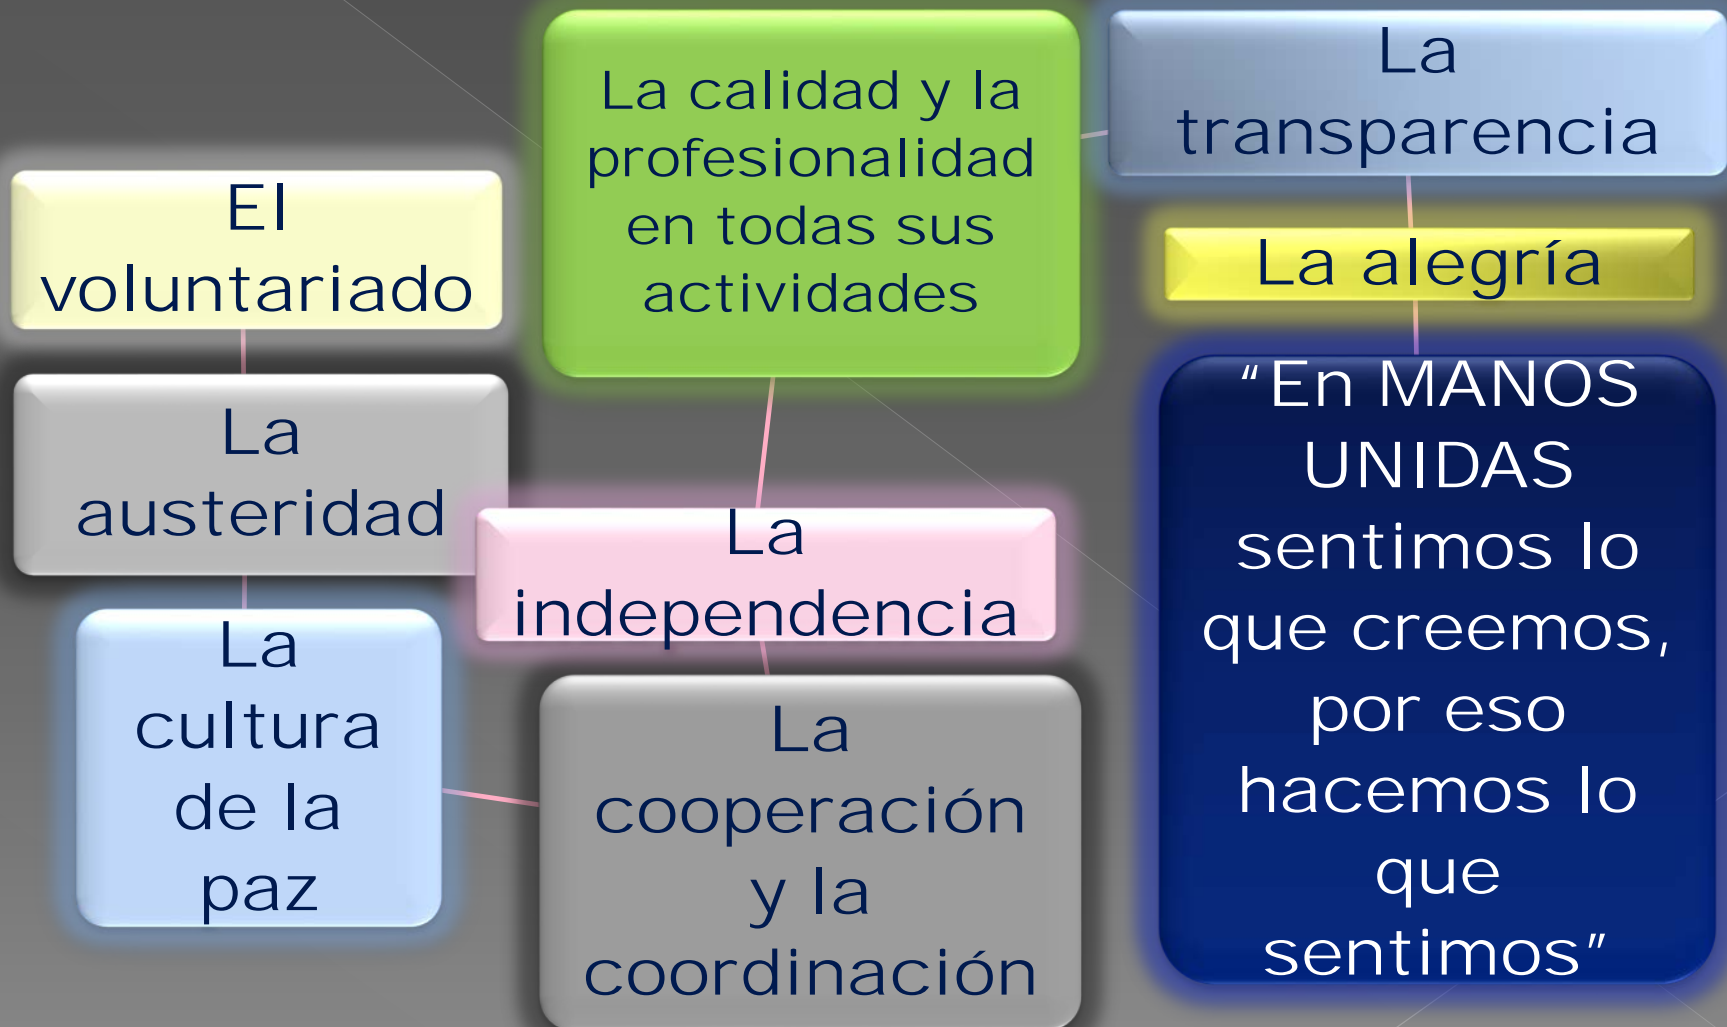 El
voluntariado
La
austeridad
La
cultura
de la
paz
La
cooperación
y la
coordinación
La
independencia
La calidad y la
profesionalidad
en todas sus
actividades
La
transparencia
La alegría
“En MANOS
UNIDAS
sentimos lo
que creemos,
por eso
hacemos lo
que
sentimos”